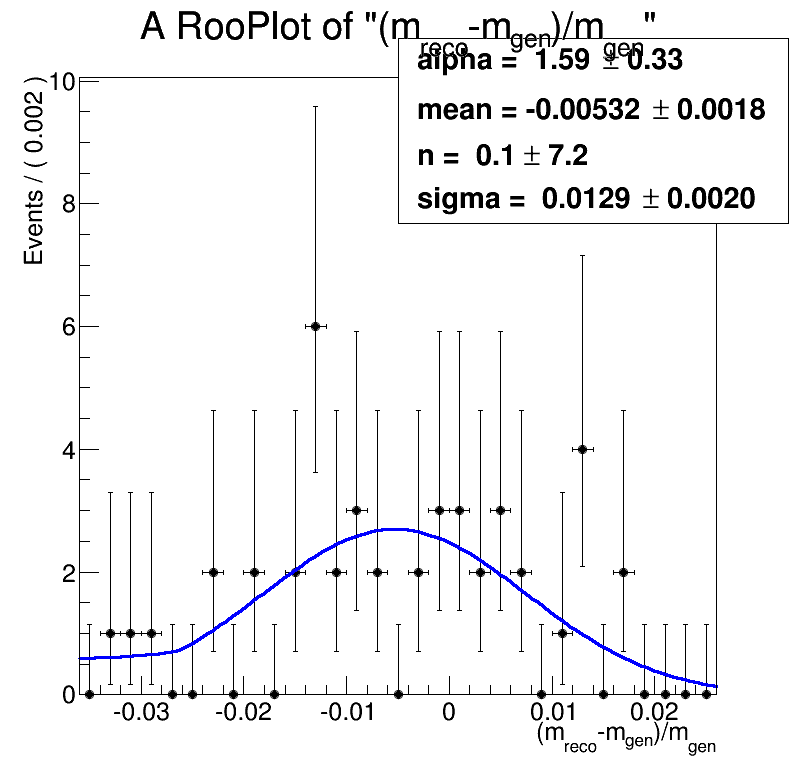 A RooPlot of "(m_reco-m_gen)/m_gen"
alpha = 1.59 ± 0.33
mean = -0.00532 ± 0.0018
n = 0.1 ± 7.2
sigma = 0.0129 ± 0.0020
Events / ( 0.002 )
10
8
6
4
2
0
-0.03 -0.02 -0.01 0 0.01 0.02
(m_reco-m_gen)/m_gen